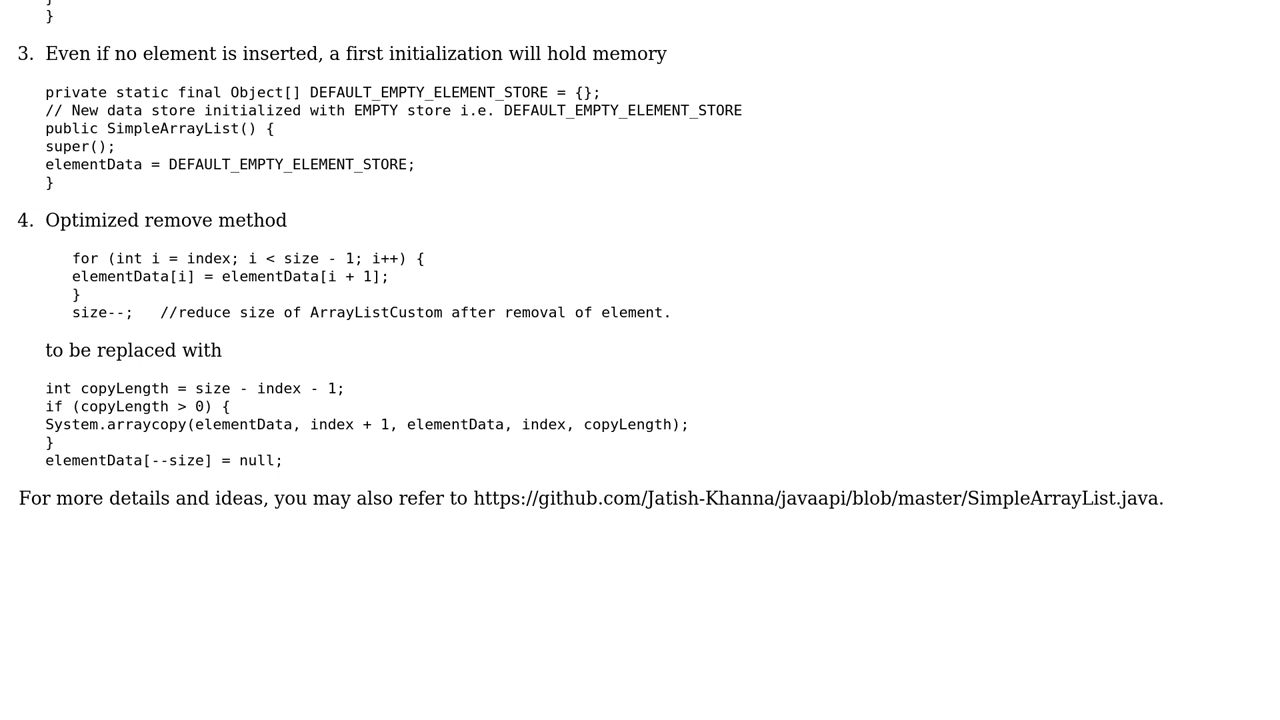 }
3. Even if no element is inserted, a first initialization will hold memory
private static final Object[] DEFAULT_EMPTY_ELEMENT_STORE = {};
// New data store initialized with EMPTY store i.e. DEFAULT_EMPTY_ELEMENT_STORE
public SimpleArrayList() {
super();
elementData = DEFAULT_EMPTY_ELEMENT_STORE;
}
4. Optimized remove method
for (int i = index; i < size - 1; i++) {
elementData[i] = elementData[i + 1];
}
size--;   //reduce size of ArrayListCustom after removal of element.
to be replaced with
int copyLength = size - index - 1;
if (copyLength > 0) {
System.arraycopy(elementData, index + 1, elementData, index, copyLength);
}
elementData[--size] = null;
For more details and ideas, you may also refer to https://github.com/Jatish-Khanna/javaapi/blob/master/SimpleArrayList.java.